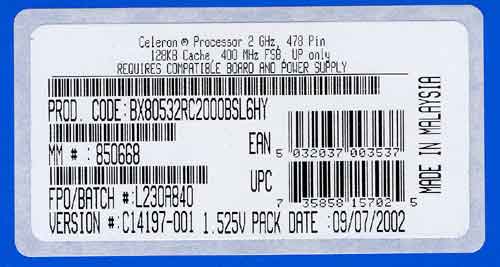 Celeron ® Processor 2 GHz, 478 Pin
128KB Cache, 400 MHz FSB, UP only
REQUIRES COMPATIBLE BOARD AND POWER SUPPLY
PROD. CODE:BX80532RC2000BSL6HY
MM # : 850668
EAN
5 032037 003537
FPO/BATCH #:L230A840
UPC
7 35858 15702 5
VERSION #: C14197-001 1.525V PACK DATE : 09/07/2002
MADE IN MALAYSIA